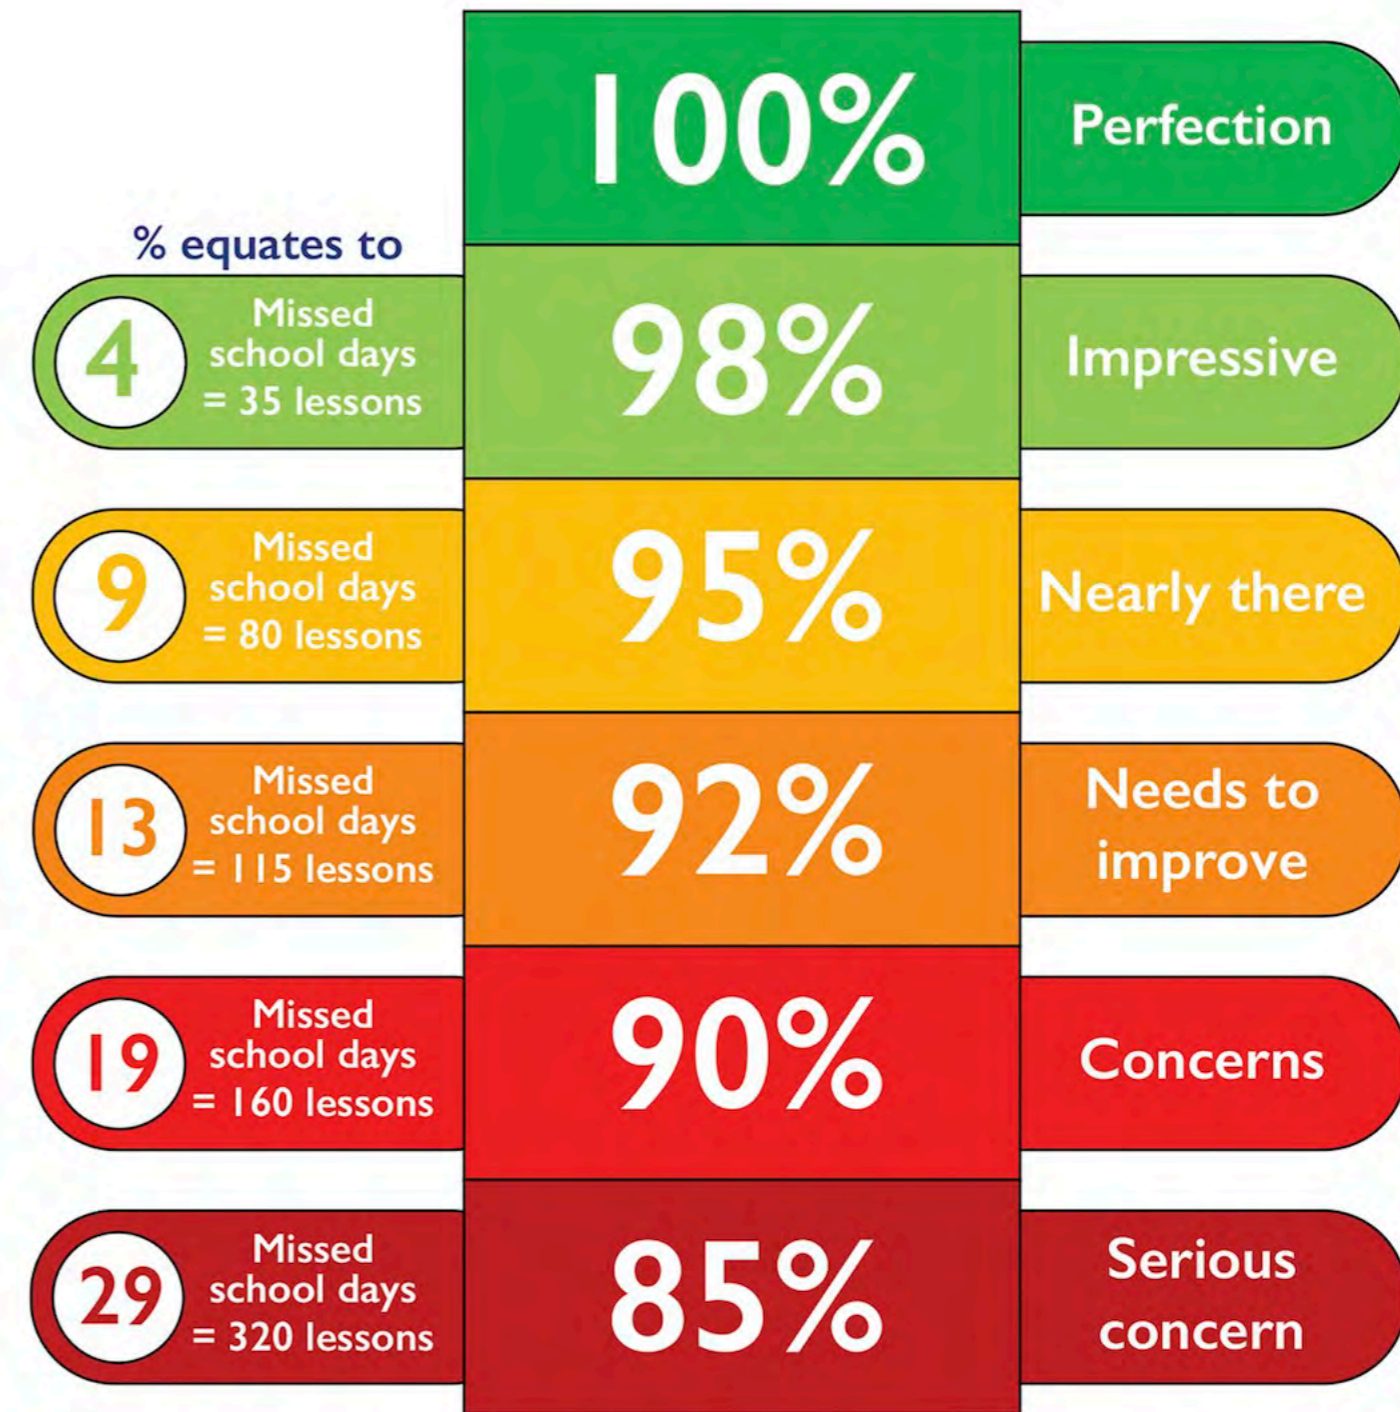 100%
Perfection
% equates to
4
Missed
school days
= 35 lessons
98%
Impressive
9
Missed
school days
= 80 lessons
95%
Nearly there
13
Missed
school days
= 115 lessons
92%
Needs to
improve
19
Missed
school days
= 160 lessons
90%
Concerns
29
Missed
school days
= 320 lessons
85%
Serious
concern